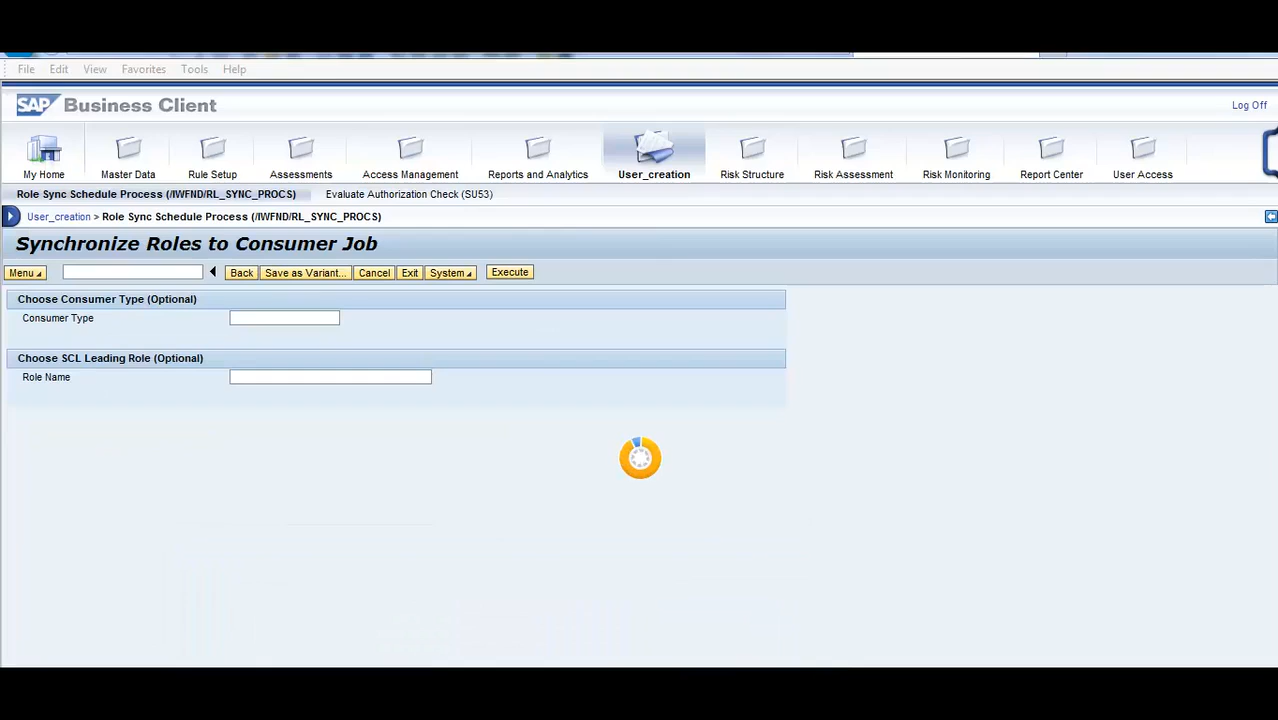 File Edit View Favorites Tools Help
SAP Business Client
Log Off
My Home Master Data Rule Setup Assessments Access Management Reports and Analytics User_creation Risk Structure Risk Assessment Risk Monitoring Report Center User Access
Role Sync Schedule Process (/IWFND/RL_SYNC_PROCS) Evaluate Authorization Check (SU53)
User_creation > Role Sync Schedule Process (/IWFND/RL_SYNC_PROCS)
Synchronize Roles to Consumer Job
Menu Back Save as Variant... Cancel Exit System Execute
Choose Consumer Type (Optional)
Consumer Type
Choose SCL Leading Role (Optional)
Role Name